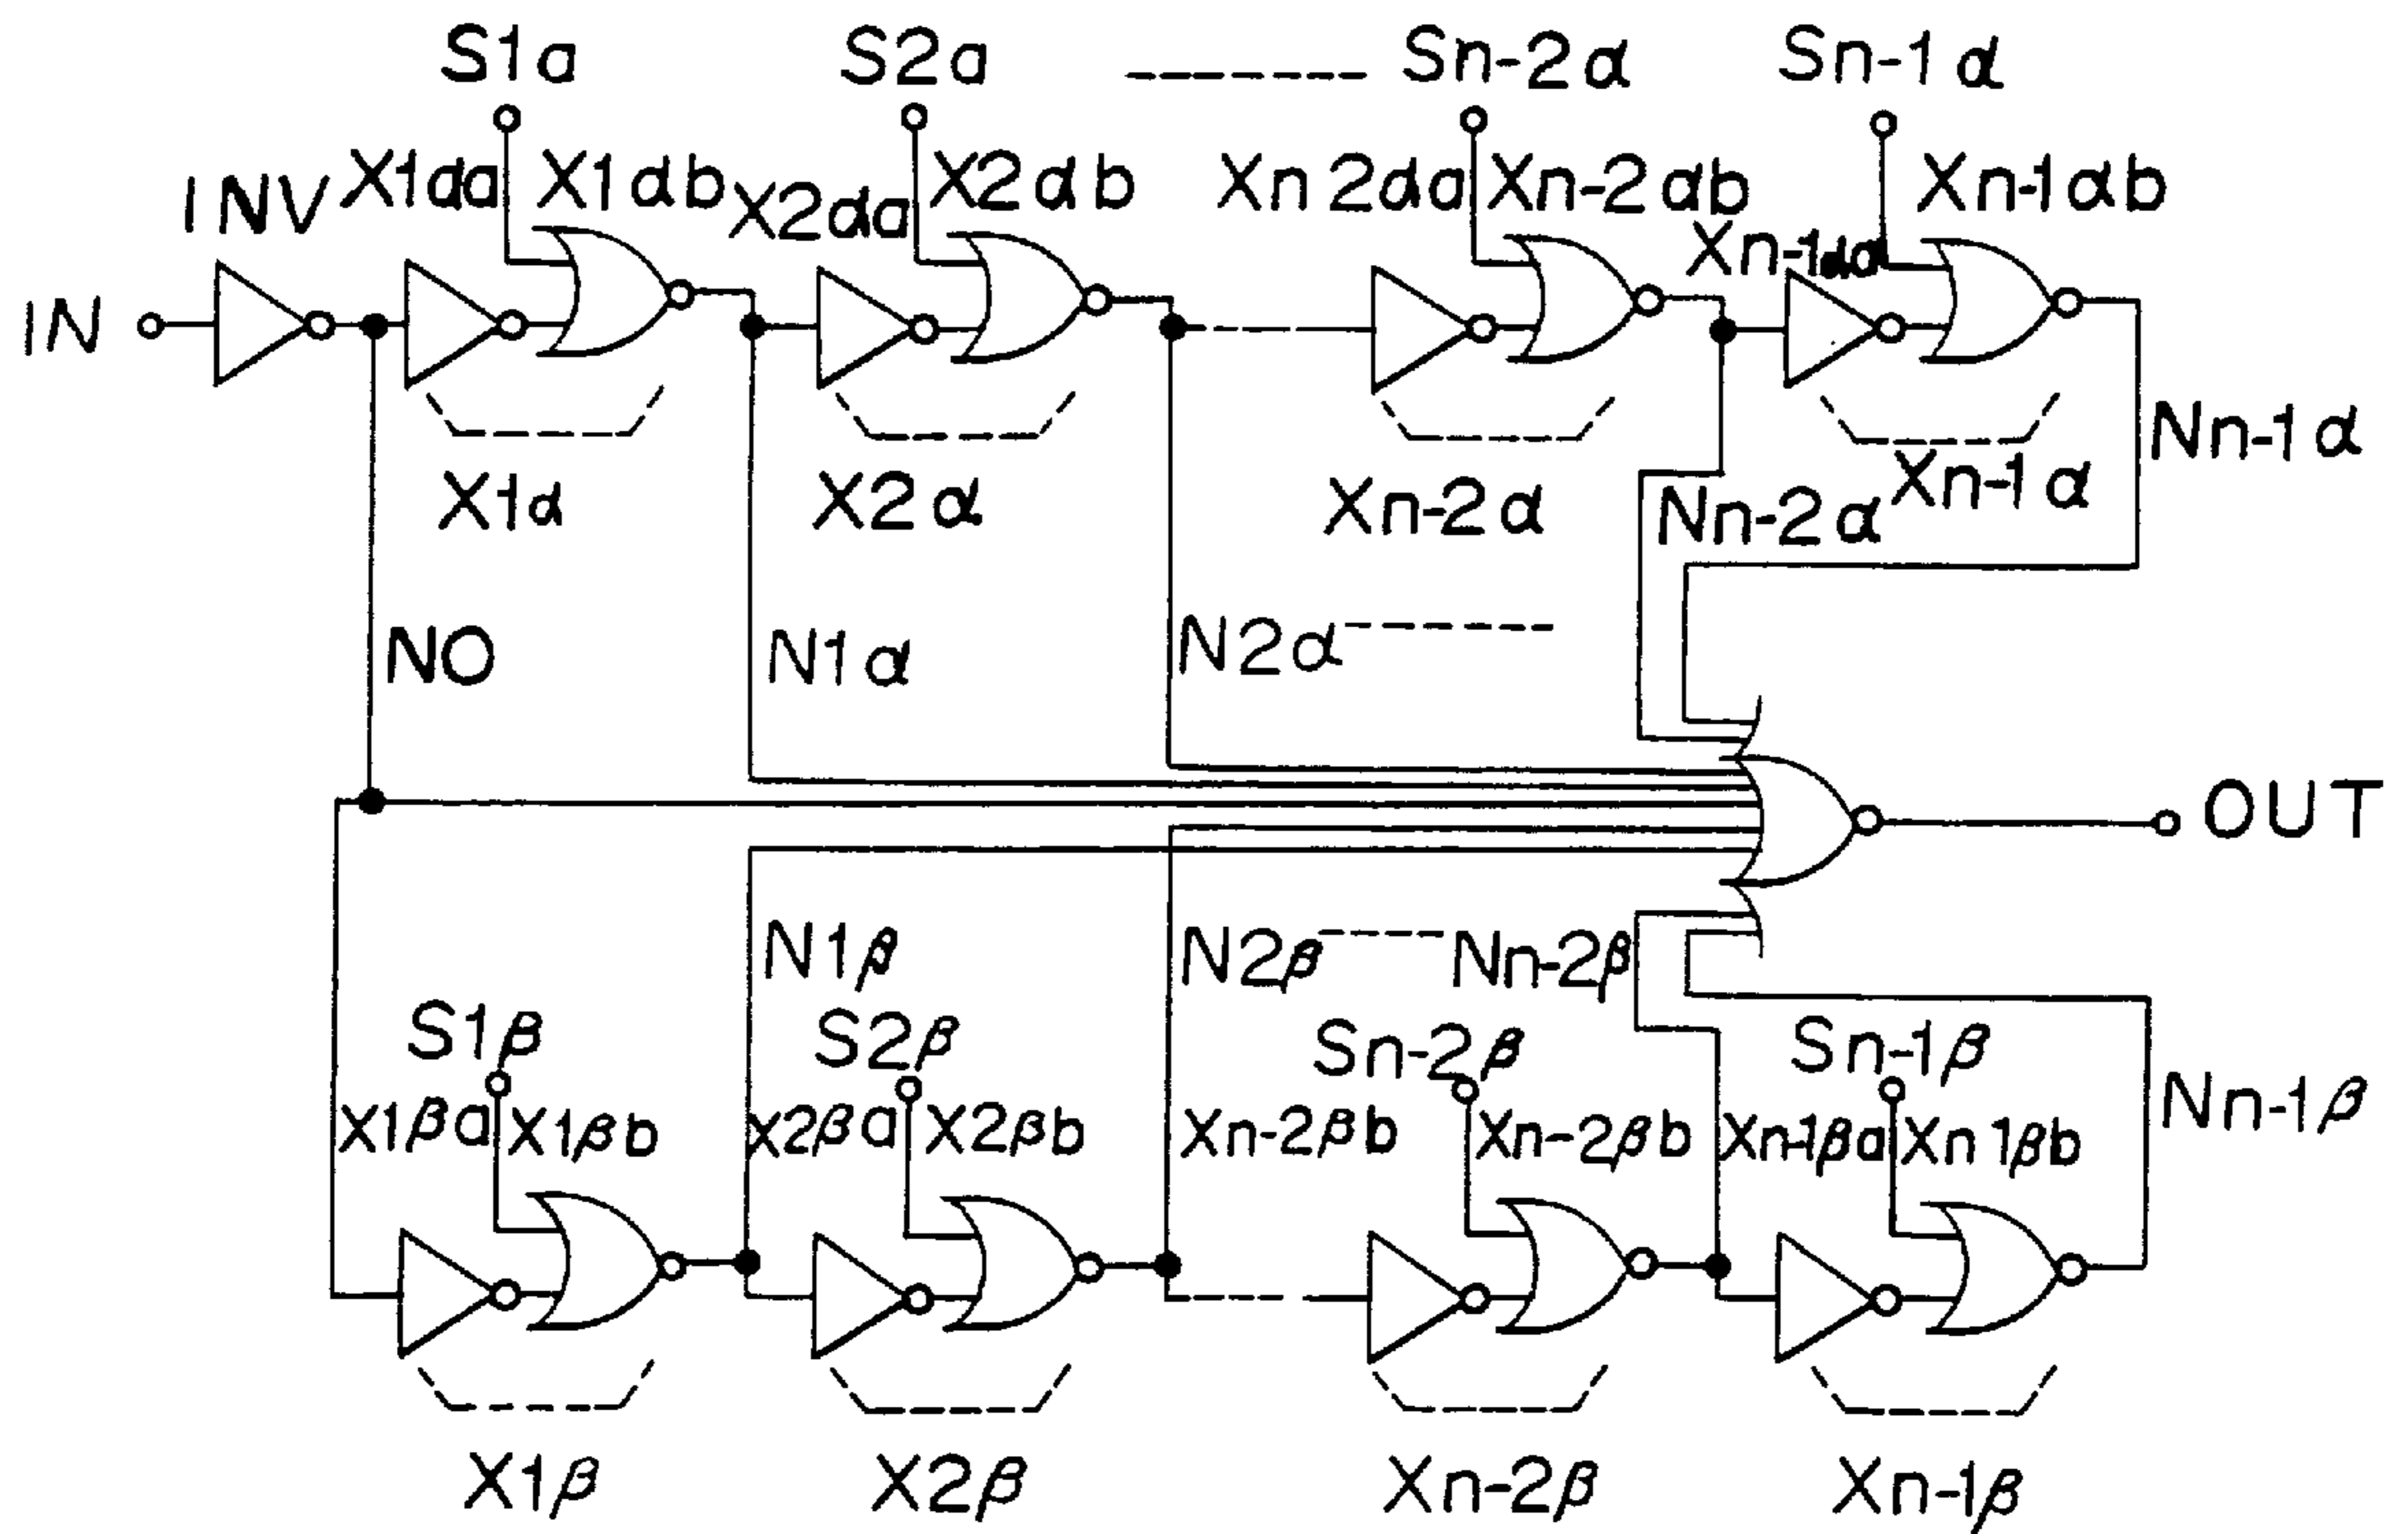 S1a
S2a
Sn-2α
Sn-1α
INV
X1αa
X1αb
X2αa
X2αb
Xn 2αa
Xn-2αb
Xn-1αa
Xn-1αb
IN
X1α
X2α
Xn-2α
Nn-2α
Xn-1α
Nn-1α
NO
N1α
N2α
OUT
N1β
N2β
Nn-2β
S1β
S2β
Sn-2β
Sn-1β
X1βa
X1βb
X2βa
X2βb
Xn-2βb
Xn-2βb
Xn-1βa
Xn 1βb
Nn-1β
X1β
X2β
Xn-2β
Xn-1β